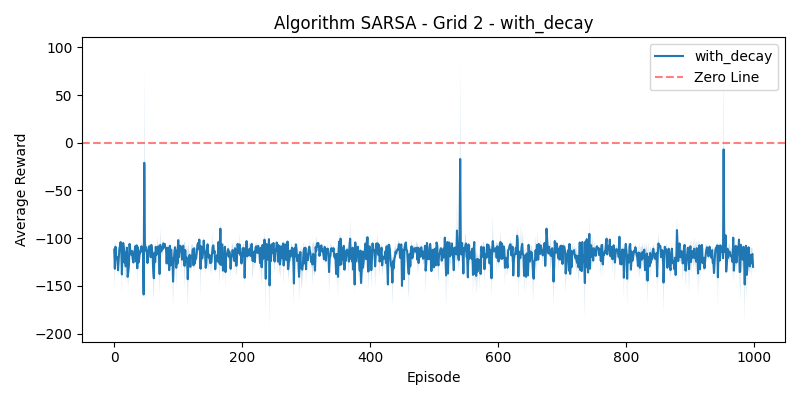 Algorithm SARSA - Grid 2 - with_decay
100
50
0
−50
−100
−150
−200
Average Reward
with_decay
Zero Line
0
200
400
600
800
1000
Episode